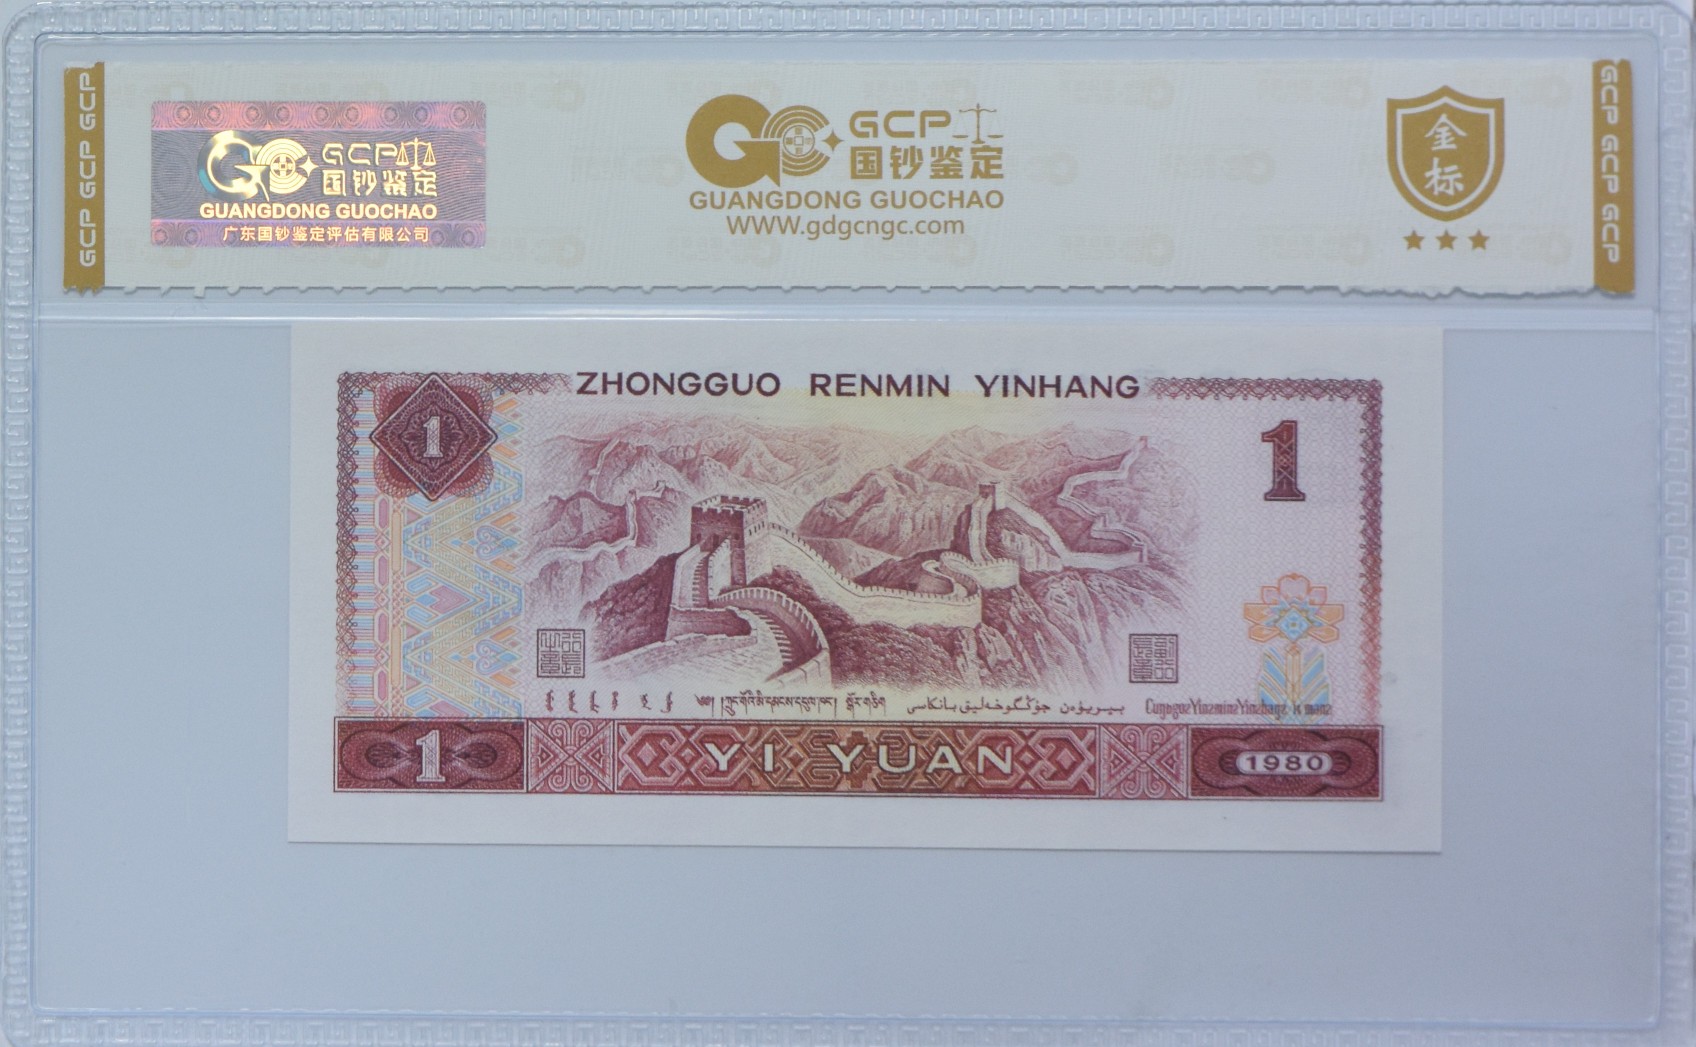 GCP GCP GCP
GCP
国钞鉴定
GUANGDONG GUOCHAO
广东国钞鉴定评估有限公司
GCP
国钞鉴定
GUANGDONG GUOCHAO
WWW.gdgcngc.com
金
标
GCP GCP GCP
ZHONGGUO RENMIN YINHANG
1
1
1
YI YUAN
1980